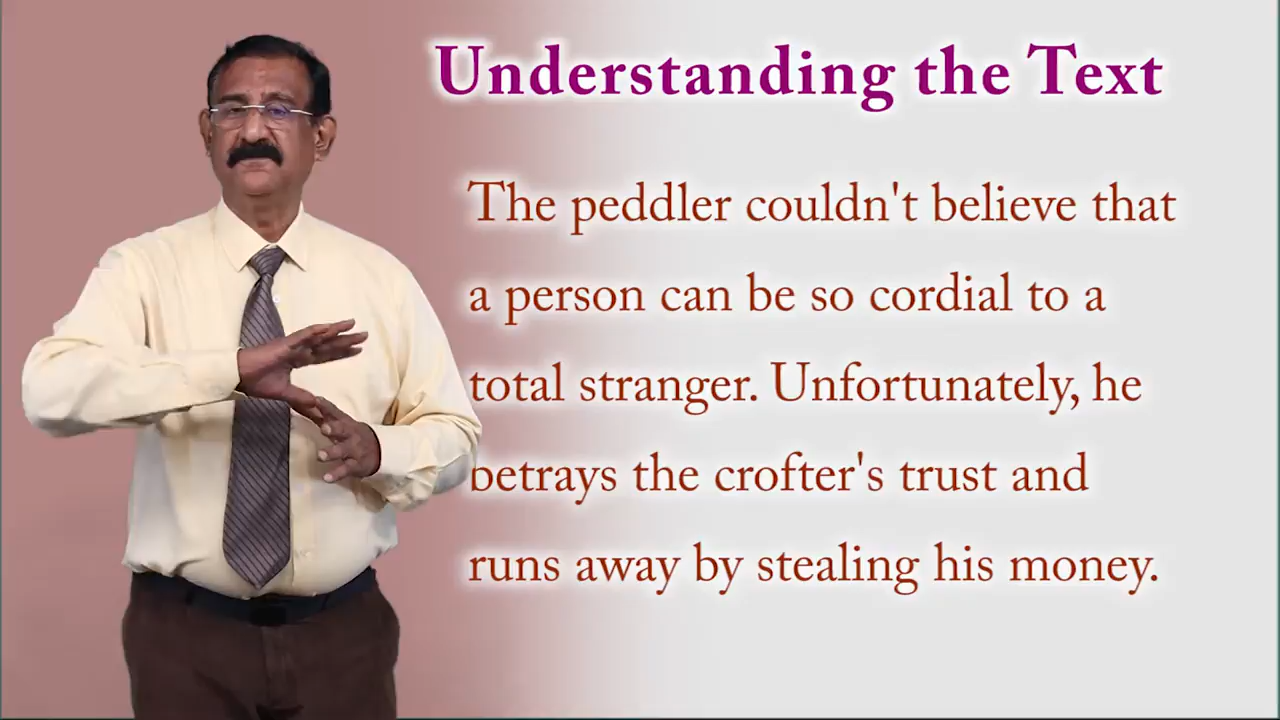 Understanding the Text
The peddler couldn't believe that
a person can be so cordial to a
total stranger. Unfortunately, he
betrays the crofter's trust and
runs away by stealing his money.